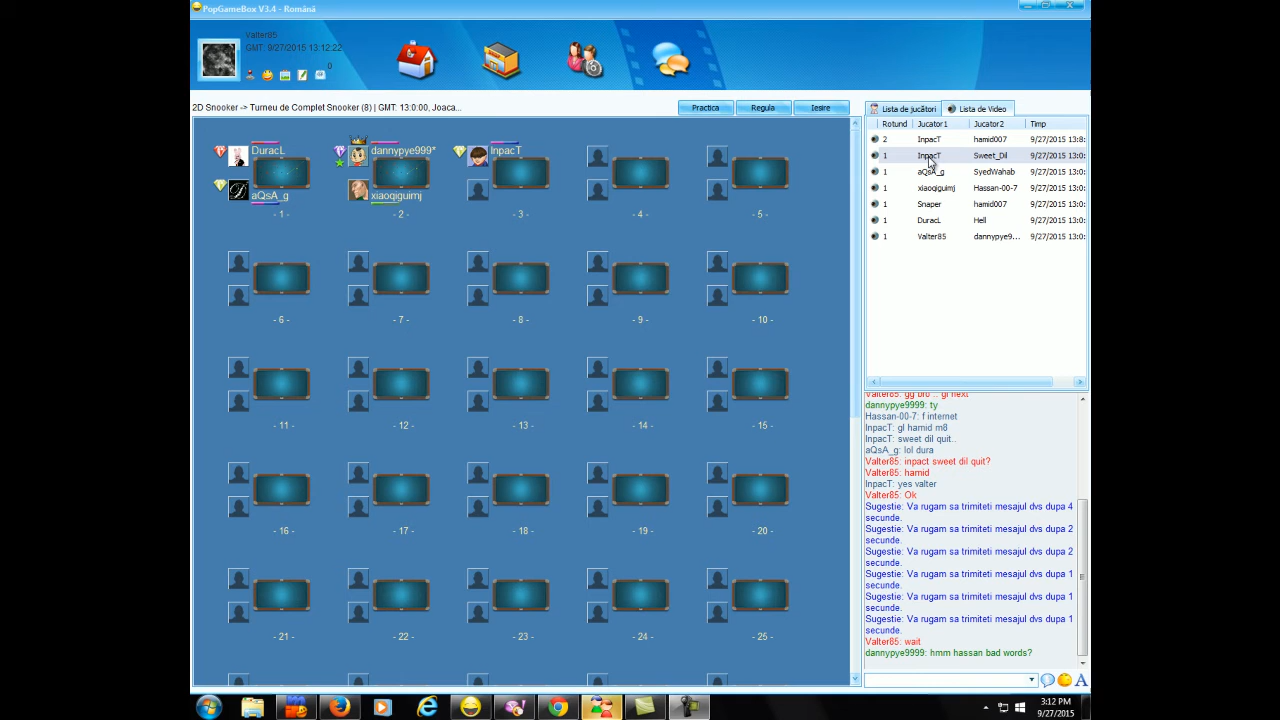 PopGameBox V3.4 - Română
Valter85
GMT: 9/27/2015 13:12:22
0
2D Snooker -> Turneu de Complet Snooker (8) | GMT: 13:0:00, Joaca...
Practica
Regula
Iesire
Lista de jucători
Lista de Video
Rotund Jucator1 Jucator2 Timp
2 InpacT hamid007 9/27/2015 13:8:
1 InpacT Sweet_Dil 9/27/2015 13:0:
1 aQsA_g SyedWahab 9/27/2015 13:0:
1 xiaoqiguimj Hassan-00-7 9/27/2015 13:0:
1 Snaper hamid007 9/27/2015 13:0:
1 DuracL Hell 9/27/2015 13:0:
1 Valter85 dannypye9... 9/27/2015 13:0:
DuracL
dannypye999*
InpacT
aQsA_g
xiaoqiguimj
- 1 -
- 2 -
- 3 -
- 4 -
- 5 -
- 6 -
- 7 -
- 8 -
- 9 -
- 10 -
- 11 -
- 12 -
- 13 -
- 14 -
- 15 -
- 16 -
- 17 -
- 18 -
- 19 -
- 20 -
- 21 -
- 22 -
- 23 -
- 24 -
- 25 -
Valter85: gg bro .. gl next
dannypye9999: ty
Hassan-00-7: f internet
InpacT: gl hamid m8
InpacT: sweet dil quit..
aQsA_g: lol dura
Valter85: inpact sweet dil quit?
Valter85: hamid
InpacT: yes valter
Valter85: Ok
Sugestie: Va rugam sa trimiteti mesajul dvs dupa 4
secunde.
Sugestie: Va rugam sa trimiteti mesajul dvs dupa 2
secunde.
Sugestie: Va rugam sa trimiteti mesajul dvs dupa 2
secunde.
Sugestie: Va rugam sa trimiteti mesajul dvs dupa 1
secunde.
Sugestie: Va rugam sa trimiteti mesajul dvs dupa 1
secunde.
Sugestie: Va rugam sa trimiteti mesajul dvs dupa 1
secunde.
Valter85: wait
dannypye9999: hmm hassan bad words?
A
3:12 PM
9/27/2015